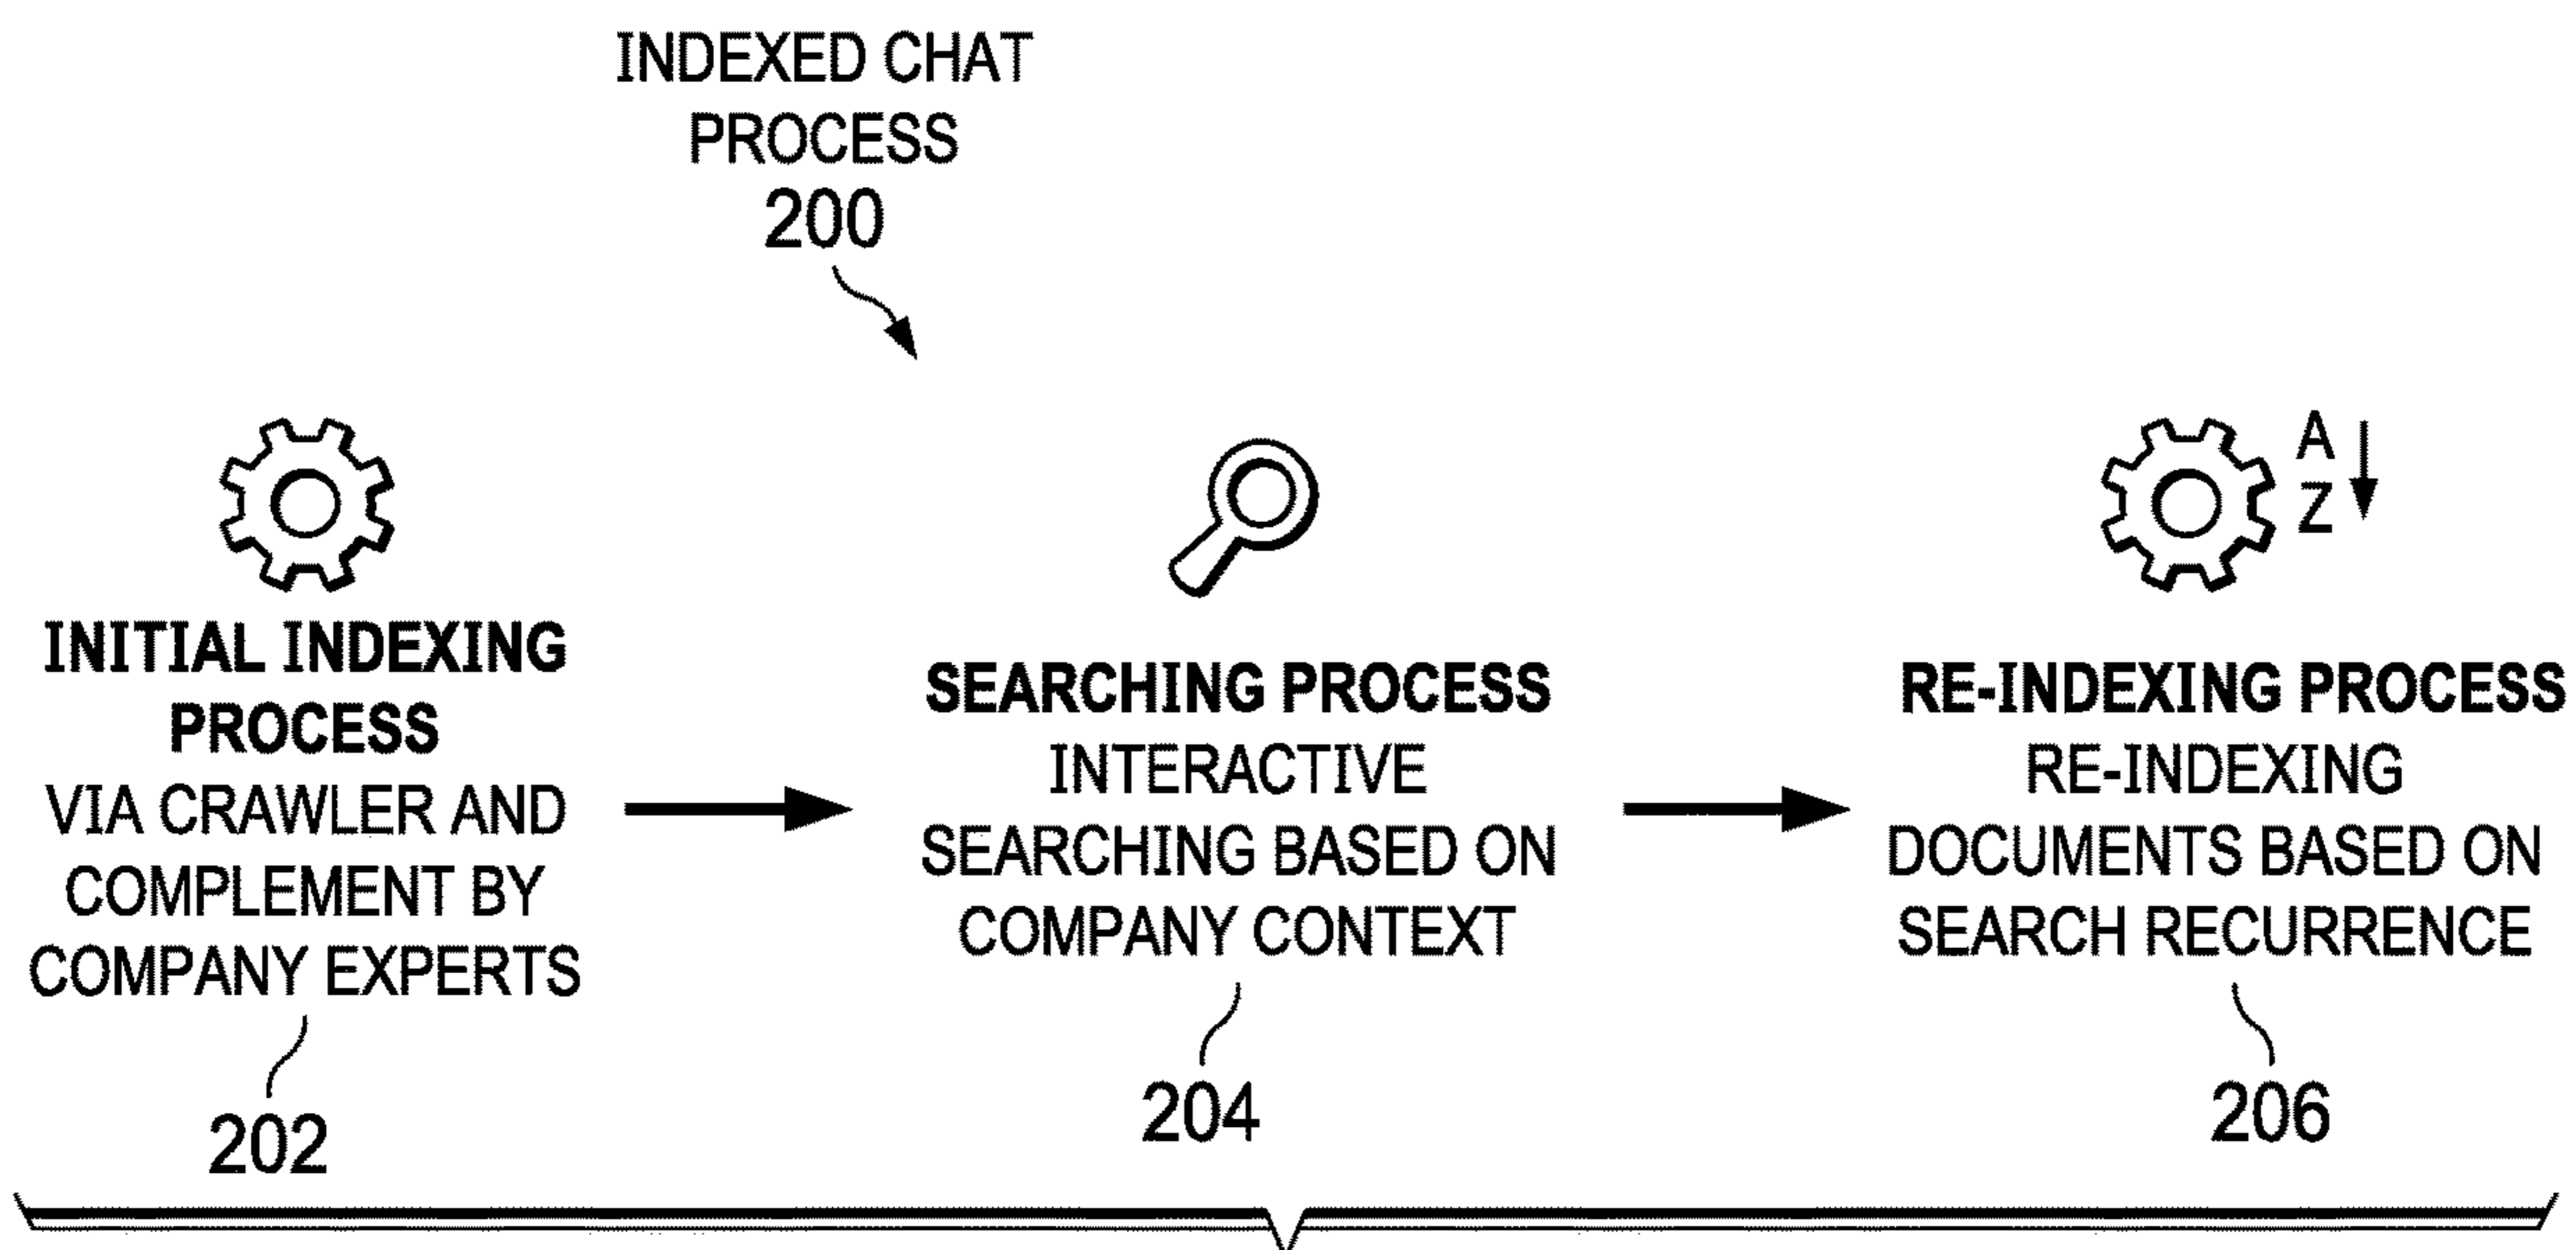 INDEXED CHAT
PROCESS
200
INITIAL INDEXING
PROCESS
VIA CRAWLER AND
COMPLEMENT BY
COMPANY EXPERTS
202
SEARCHING PROCESS
INTERACTIVE
SEARCHING BASED ON
COMPANY CONTEXT
204
A
Z
RE-INDEXING PROCESS
RE-INDEXING
DOCUMENTS BASED ON
SEARCH RECURRENCE
206